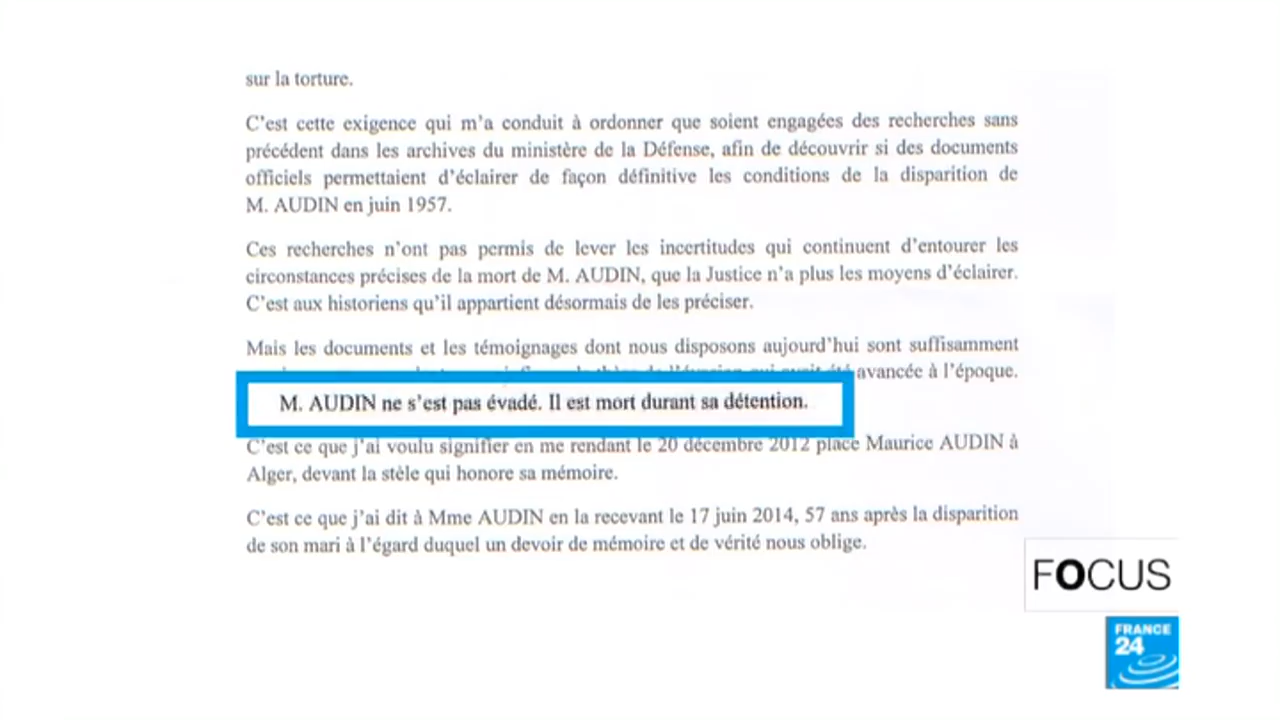 sur la torture.
C'est cette exigence qui m'a conduit à ordonner que soient engagées des recherches sans
précédent dans les archives du ministère de la Défense, afin de découvrir si des documents
officiels permettaient d'éclairer de façon définitive les conditions de la disparition de
M. AUDIN en juin 1957.
Ces recherches n'ont pas permis de lever les incertitudes qui continuent d'entourer les
circonstances précises de la mort de M. AUDIN, que la Justice n'a plus les moyens d'éclairer.
C'est aux historiens qu'il appartient désormais de les préciser.
Mais les documents et les témoignages dont nous disposons aujourd'hui sont suffisamment
avancée à l'époque.
M. AUDIN ne s'est pas évadé. Il est mort durant sa détention.
C'est ce que j'ai voulu signifier en me rendant le 20 décembre 2012 place Maurice AUDIN à
Alger, devant la stèle qui honore sa mémoire.
C'est ce que j'ai dit à Mme AUDIN en la recevant le 17 juin 2014, 57 ans après la disparition
de son mari à l'égard duquel un devoir de mémoire et de vérité nous oblige.
FOCUS
FRANCE
24